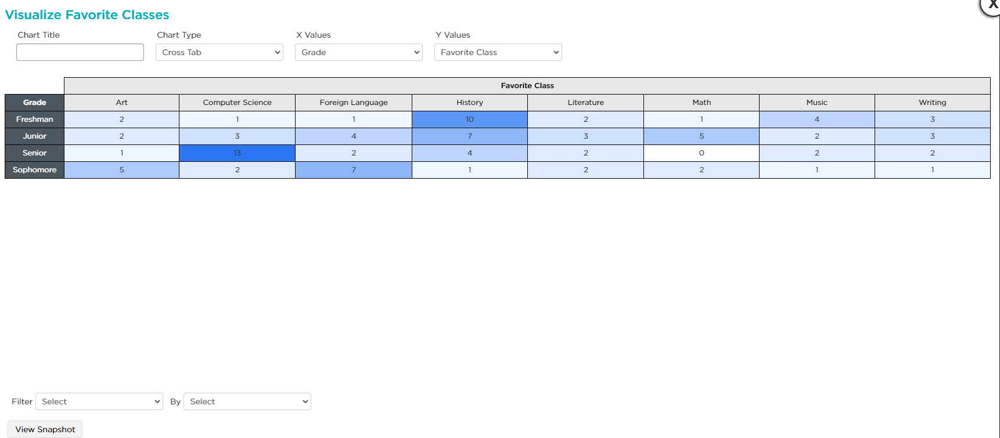 Visualize Favorite Classes
X
Chart Title Chart Type X Values Y Values
Cross Tab Grade Favorite Class
Favorite Class
Grade Art Computer Science Foreign Language History Literature Math Music Writing
Freshman 2 1 1 10 2 1 4 3
Junior 2 3 4 7 3 5 2 3
Senior 1 13 2 4 2 0 2 2
Sophomore 5 2 7 1 2 2 1 1
Filter Select By Select
View Snapshot